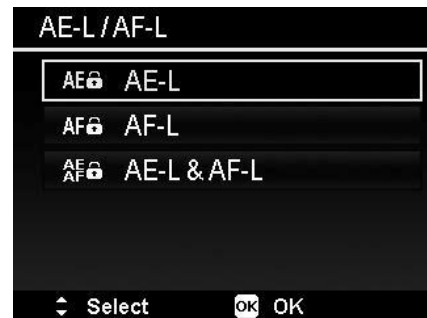 AE-L / AF-L
AE AE-L
AF AF-L
AE AF AE-L & AF-L
Select OK OK